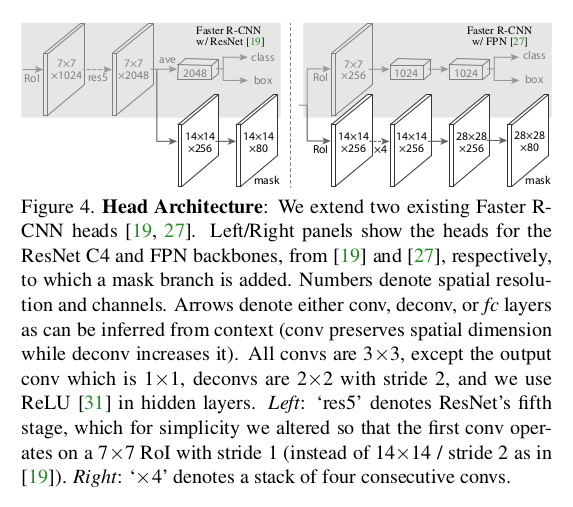 Faster R-CNN
w/ ResNet [19]
RoI
7×7
×1024
res5
7×7
×2048
ave
2048
class
box
14×14
×256
14×14
×80
mask
Faster R-CNN
w/ FPN [27]
RoI
7×7
×256
1024
1024
class
box
RoI
14×14
×256
×4
14×14
×256
28×28
×256
28×28
×80
mask
Figure 4. Head Architecture: We extend two existing Faster R-
CNN heads [19, 27]. Left/Right panels show the heads for the
ResNet C4 and FPN backbones, from [19] and [27], respectively,
to which a mask branch is added. Numbers denote spatial resolu-
tion and channels. Arrows denote either conv, deconv, or fc layers
as can be inferred from context (conv preserves spatial dimension
while deconv increases it). All convs are 3×3, except the output
conv which is 1×1, deconvs are 2×2 with stride 2, and we use
ReLU [31] in hidden layers. Left: ‘res5’ denotes ResNet’s fifth
stage, which for simplicity we altered so that the first conv oper-
ates on a 7×7 RoI with stride 1 (instead of 14×14 / stride 2 as in
[19]). Right: ‘×4’ denotes a stack of four consecutive convs.